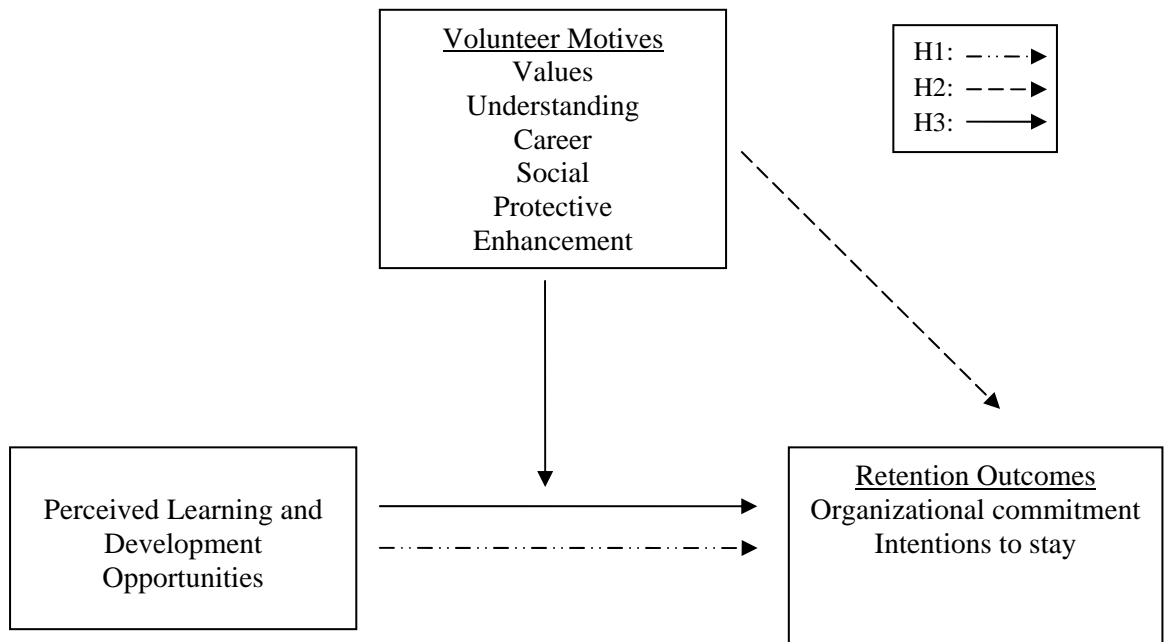 Volunteer Motives
Values
Understanding
Career
Social
Protective
Enhancement
H1:
H2:
H3:
Perceived Learning and
Development
Opportunities
Retention Outcomes
Organizational commitment
Intentions to stay